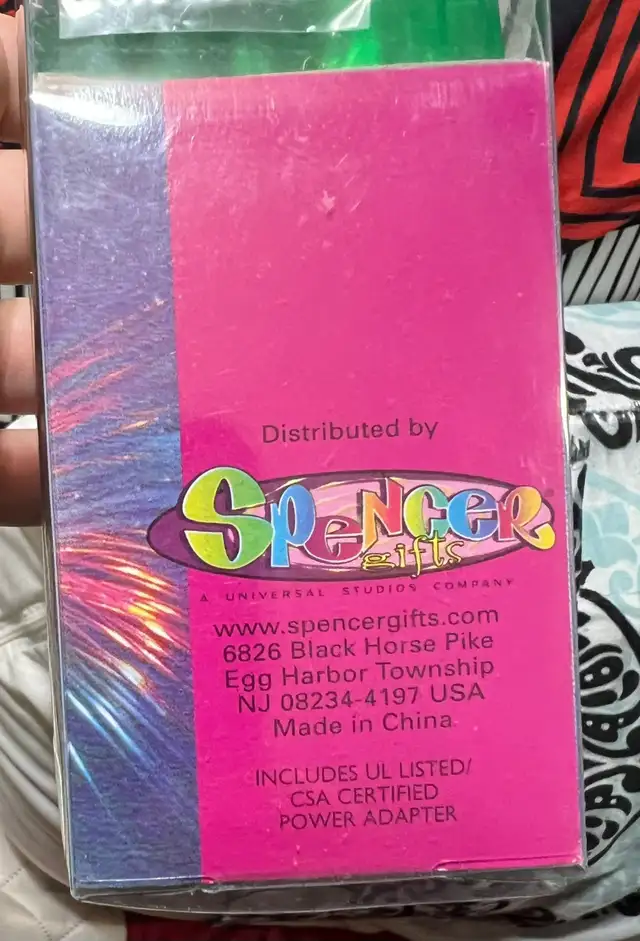 Distributed by
Spencer
gifts
A UNIVERSAL STUDIOS COMPANY
www.spencergifts.com
6826 Black Horse Pike
Egg Harbor Township
NJ 08234-4197 USA
Made in China
INCLUDES UL LISTED/
CSA CERTIFIED
POWER ADAPTER